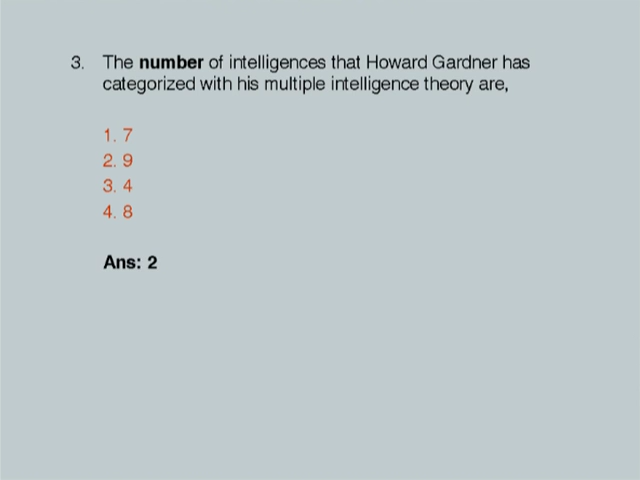 3. The number of intelligences that Howard Gardner has
categorized with his multiple intelligence theory are,
1. 7
2. 9
3. 4
4. 8
Ans: 2